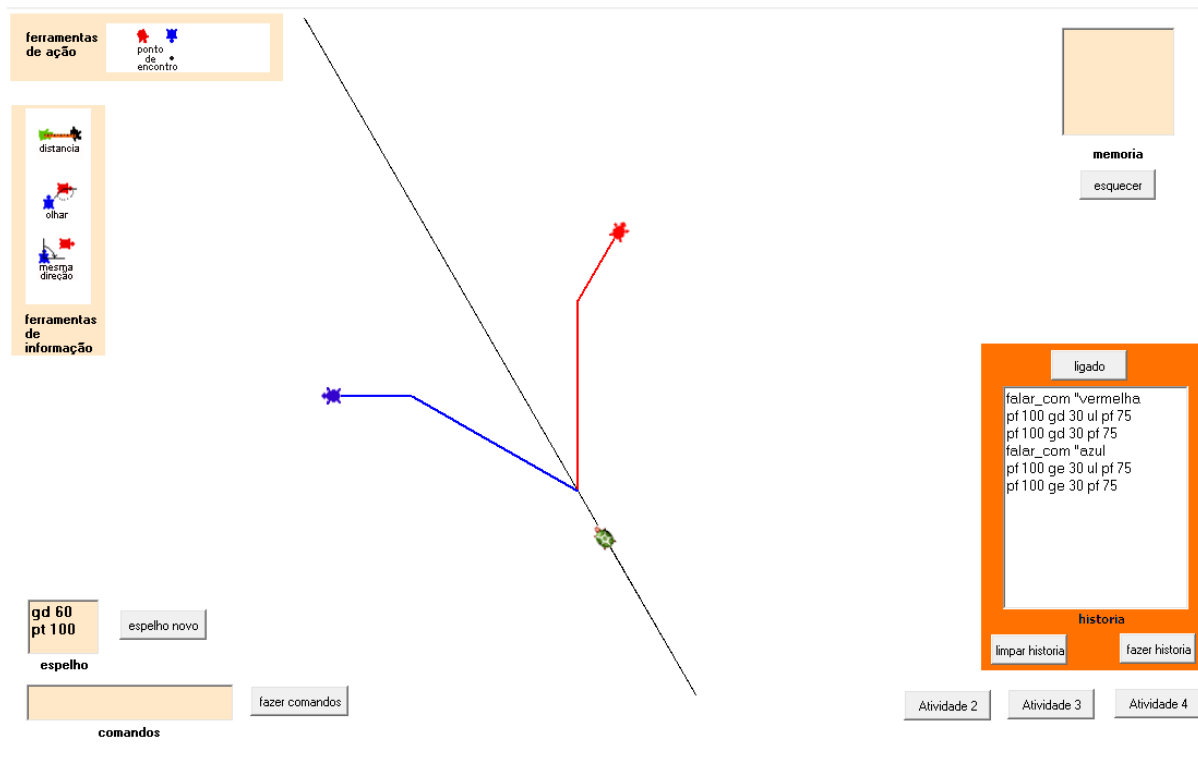 ferramentas
de ação
ponto
de
encontro
distancia
olhar
mesma
direção
ferramentas
de
informação
memoria
esquecer
ligado
falar_com "vermelha
pf 100 gd 30 ul pf 75
pf 100 gd 30 pf 75
falar_com "azul
pf 100 ge 30 ul pf 75
pf 100 ge 30 pf 75
historia
limpar historia
fazer historia
gd 60
pt 100
espelho novo
espelho
fazer comandos
comandos
Atividade 2
Atividade 3
Atividade 4